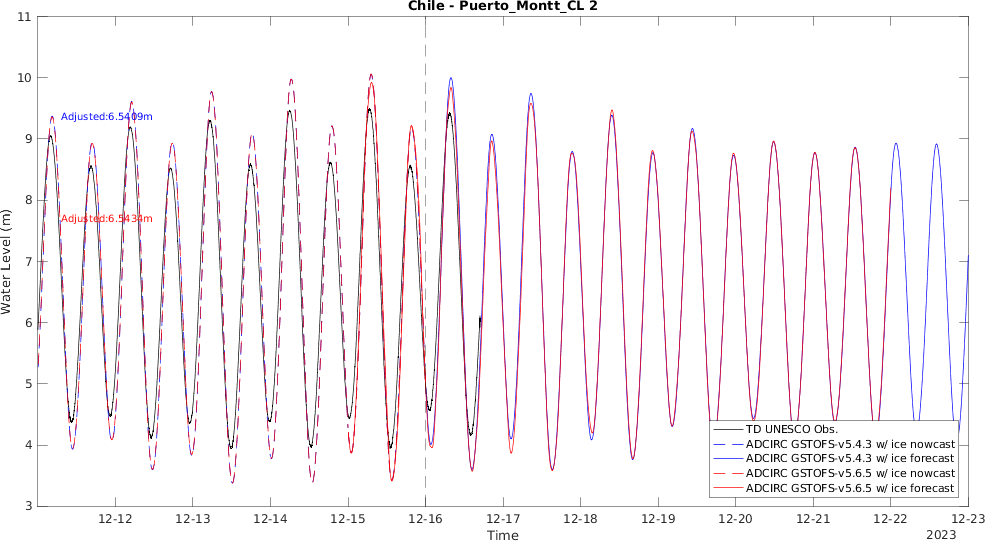 Chile - Puerto_Montt_CL 2
11
10
9
8
7
6
5
4
3
Water Level (m)
Adjusted:6.5409m
Adjusted:6.5434m
TD UNESCO Obs.
ADCIRC GSTOFS-v5.4.3 w/ ice nowcast
ADCIRC GSTOFS-v5.4.3 w/ ice forecast
ADCIRC GSTOFS-v5.6.5 w/ ice nowcast
ADCIRC GSTOFS-v5.6.5 w/ ice forecast
12-12 12-13 12-14 12-15 12-16 12-17 12-18 12-19 12-20 12-21 12-22 12-23
Time
2023